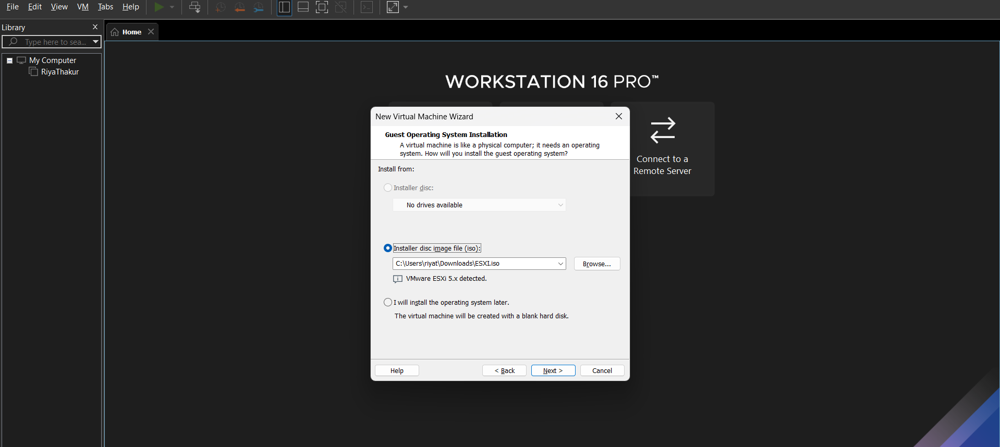 File Edit View VM Tabs Help
Library
Type here to sea...
My Computer
RiyaThakur
Home
WORKSTATION 16 PRO™
Connect to a
Remote Server
New Virtual Machine Wizard
Guest Operating System Installation
A virtual machine is like a physical computer; it needs an operating
system. How will you install the guest operating system?
Install from:
Installer disc:
No drives available
Installer disc image file (iso):
C:\Users\riyat\Downloads\ESXI.iso
Browse...
VMware ESXi 5.x detected.
I will install the operating system later.
The virtual machine will be created with a blank hard disk.
Help < Back Next > Cancel